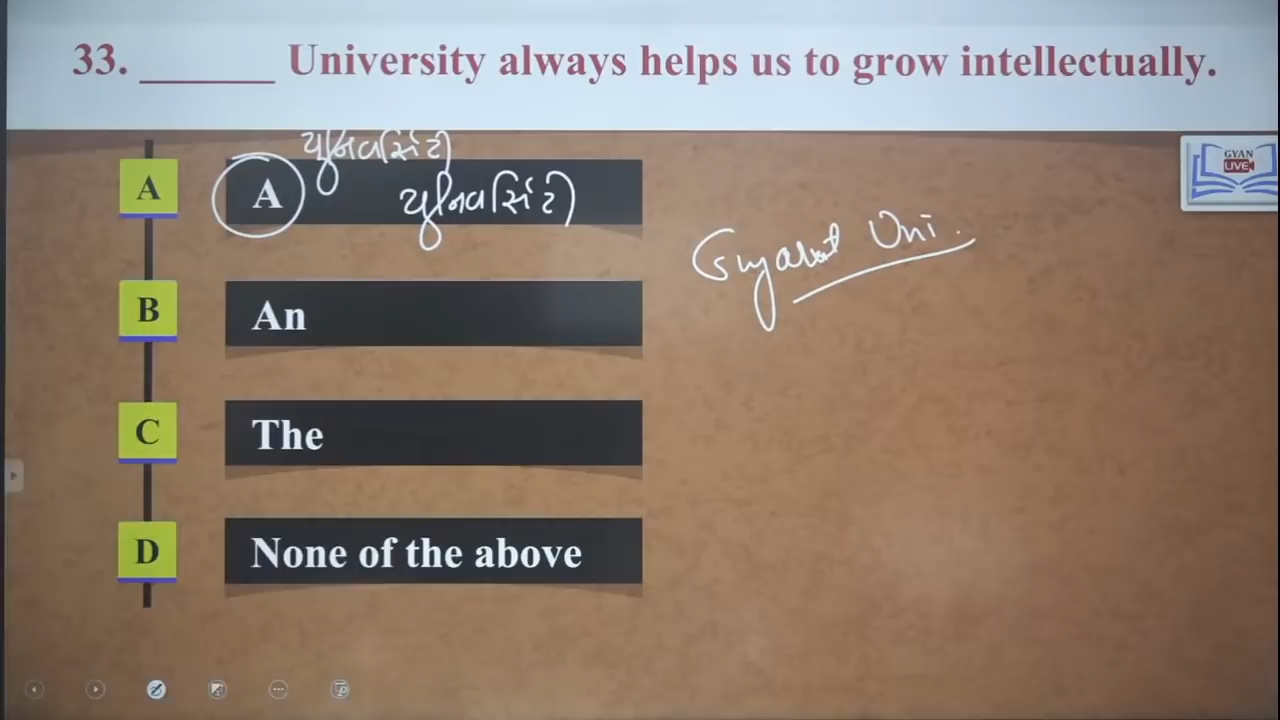 33. ______ University always helps us to grow intellectually.
યુનિવર્સિટી
A A યુનિવર્સિટી
GYAN
LIVE
Gujarat Uni.
B An
C The
D None of the above